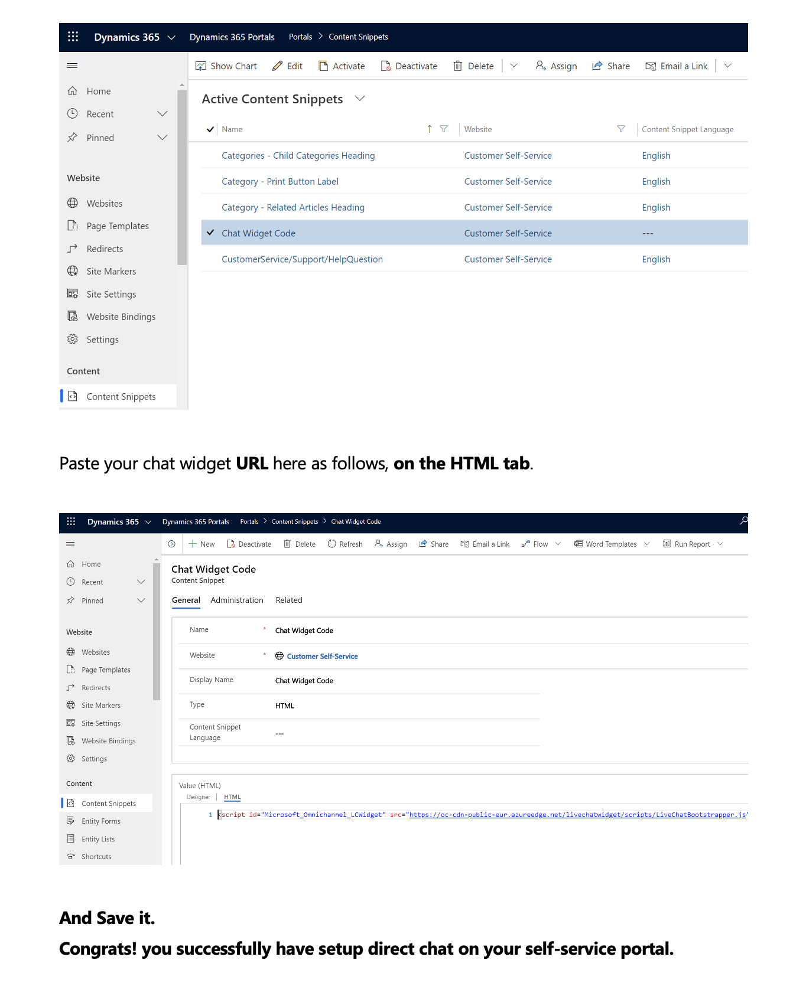 Dynamics 365 Dynamics 365 Portals Portals > Content Snippets
Show Chart Edit Activate Deactivate Delete Assign Share Email a Link
Home
Recent
Pinned
Website
Websites
Page Templates
Redirects
Site Markers
Site Settings
Website Bindings
Settings
Content
Content Snippets
Active Content Snippets
Name Website Content Snippet Language
Categories - Child Categories Heading Customer Self-Service English
Category - Print Button Label Customer Self-Service English
Category - Related Articles Heading Customer Self-Service English
Chat Widget Code Customer Self-Service ---
CustomerService/Support/HelpQuestion Customer Self-Service English
Paste your chat widget URL here as follows, on the HTML tab.
Dynamics 365 Dynamics 365 Portals Portals > Content Snippets > Chat Widget Code
New Deactivate Delete Refresh Assign Share Email a Link Flow Word Templates Run Report
Home
Recent
Pinned
Website
Websites
Page Templates
Redirects
Site Markers
Site Settings
Website Bindings
Settings
Content
Content Snippets
Entity Forms
Entity Lists
Shortcuts
Chat Widget Code
Content Snippet
General Administration Related
Name * Chat Widget Code
Website * Customer Self-Service
Display Name Chat Widget Code
Type HTML
Content Snippet
Language ---
Value (HTML)
Designer | HTML
1 <script id="Microsoft_Omnichannel_LCWidget" src="https://oc-cdn-public-eur.azureedge.net/livechatwidget/scripts/LiveChatBootstrapper.js"
And Save it.
Congrats! you successfully have setup direct chat on your self-service portal.